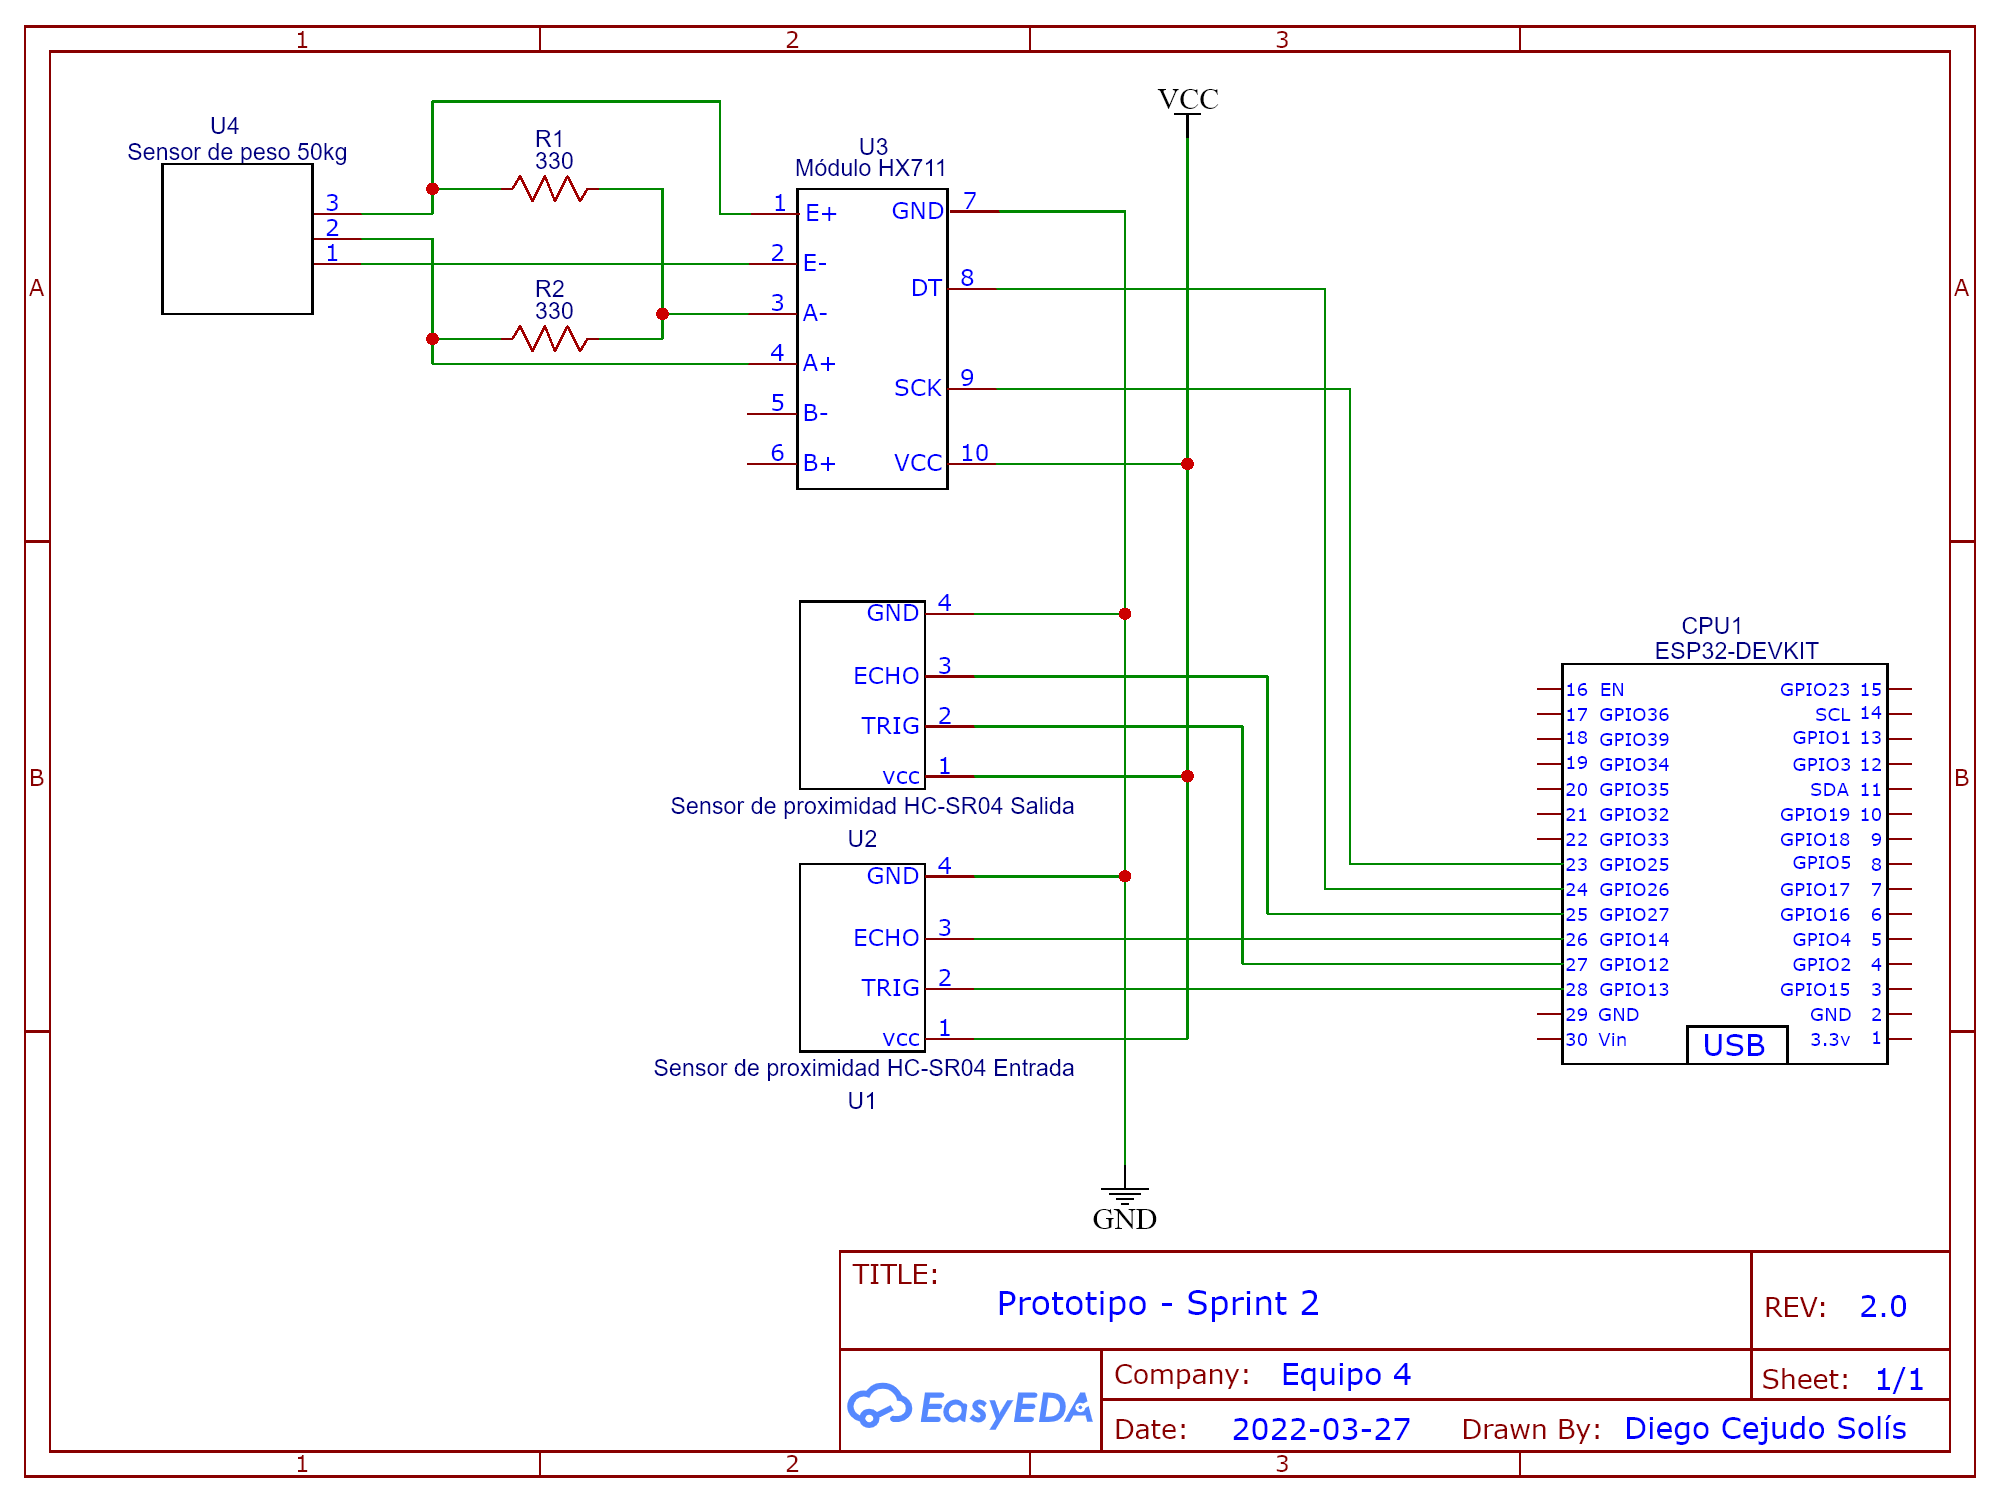 1 2 3
A
B
A
B
VCC
U4
Sensor de peso 50kg
3
2
1
R1
330
R2
330
U3
Módulo HX711
1 E+
2 E-
3 A-
4 A+
5 B-
6 B+
GND 7
DT 8
SCK 9
VCC 10
GND 4
ECHO 3
TRIG 2
vcc 1
Sensor de proximidad HC-SR04 Salida
U2
GND 4
ECHO 3
TRIG 2
vcc 1
Sensor de proximidad HC-SR04 Entrada
U1
CPU1
ESP32-DEVKIT
16 EN GPIO23 15
17 GPIO36 SCL 14
18 GPIO39 GPIO1 13
19 GPIO34 GPIO3 12
20 GPIO35 SDA 11
21 GPIO32 GPIO19 10
22 GPIO33 GPIO18 9
23 GPIO25 GPIO5 8
24 GPIO26 GPIO17 7
25 GPIO27 GPIO16 6
26 GPIO14 GPIO4 5
27 GPIO12 GPIO2 4
28 GPIO13 GPIO15 3
29 GND GND 2
30 Vin USB 3.3v 1
GND
TITLE:
Prototipo - Sprint 2
REV: 2.0
EasyEDA
Company: Equipo 4
Sheet: 1/1
Date: 2022-03-27 Drawn By: Diego Cejudo Solís
1 2 3